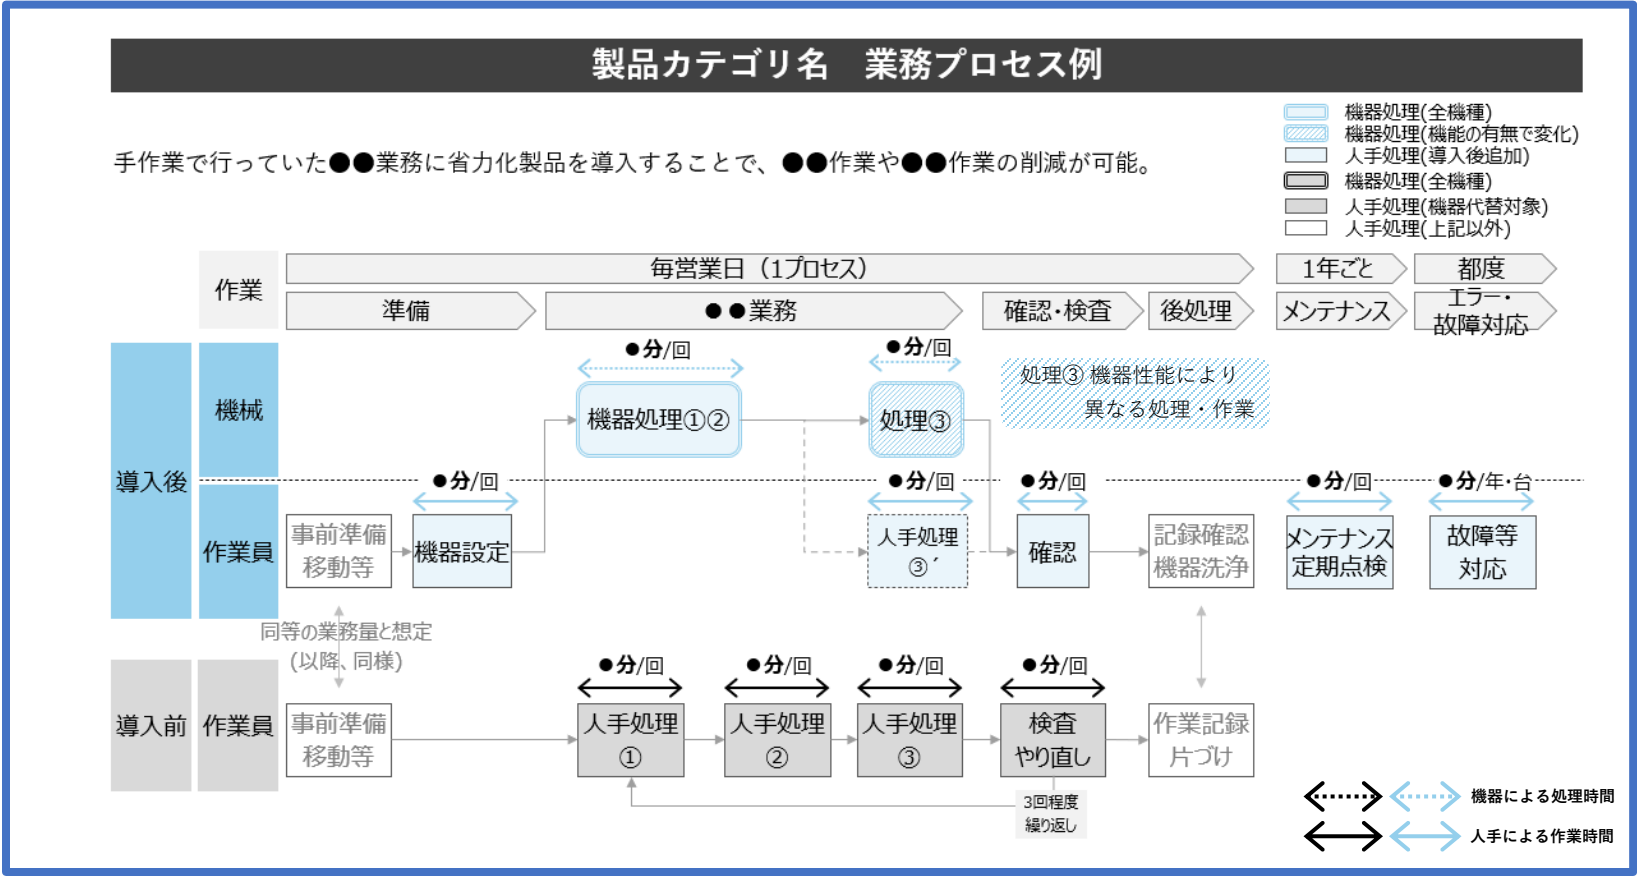 製品カテゴリ名　業務プロセス例
機器処理(全機種)
機器処理(機能の有無で変化)
人手処理(導入後追加)
機器処理(全機種)
人手処理(機器代替対象)
人手処理(上記以外)
手作業で行っていた●●業務に省力化製品を導入することで、●●作業や●●作業の削減が可能。
作業
毎営業日（1プロセス）
1年ごと
都度
準備
●●業務
確認・検査
後処理
メンテナンス
エラー・
故障対応
導入後
機械
●分/回
●分/回
機器処理①②
処理③
処理③ 機器性能により
異なる処理・作業
作業員
●分/回
●分/回
●分/回
●分/回
●分/年・台
事前準備
移動等
機器設定
人手処理
③´
確認
記録確認
機器洗浄
メンテナンス
定期点検
故障等
対応
同等の業務量と想定
(以降、同様)
導入前
作業員
●分/回
●分/回
●分/回
●分/回
事前準備
移動等
人手処理
①
人手処理
②
人手処理
③
検査
やり直し
作業記録
片づけ
3回程度
繰り返し
機器による処理時間
人手による作業時間